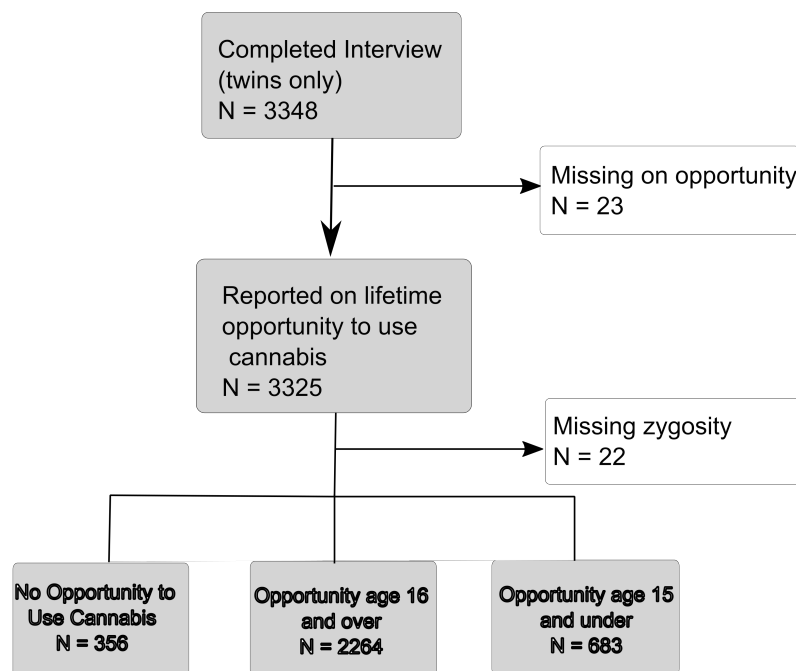 Completed Interview
(twins only)
N = 3348
Missing on opportunity
N = 23
Reported on lifetime
opportunity to use
cannabis
N = 3325
Missing zygosity
N = 22
No Opportunity to
Use Cannabis
N = 356
Opportunity age 16
and over
N = 2264
Opportunity age 15
and under
N = 683